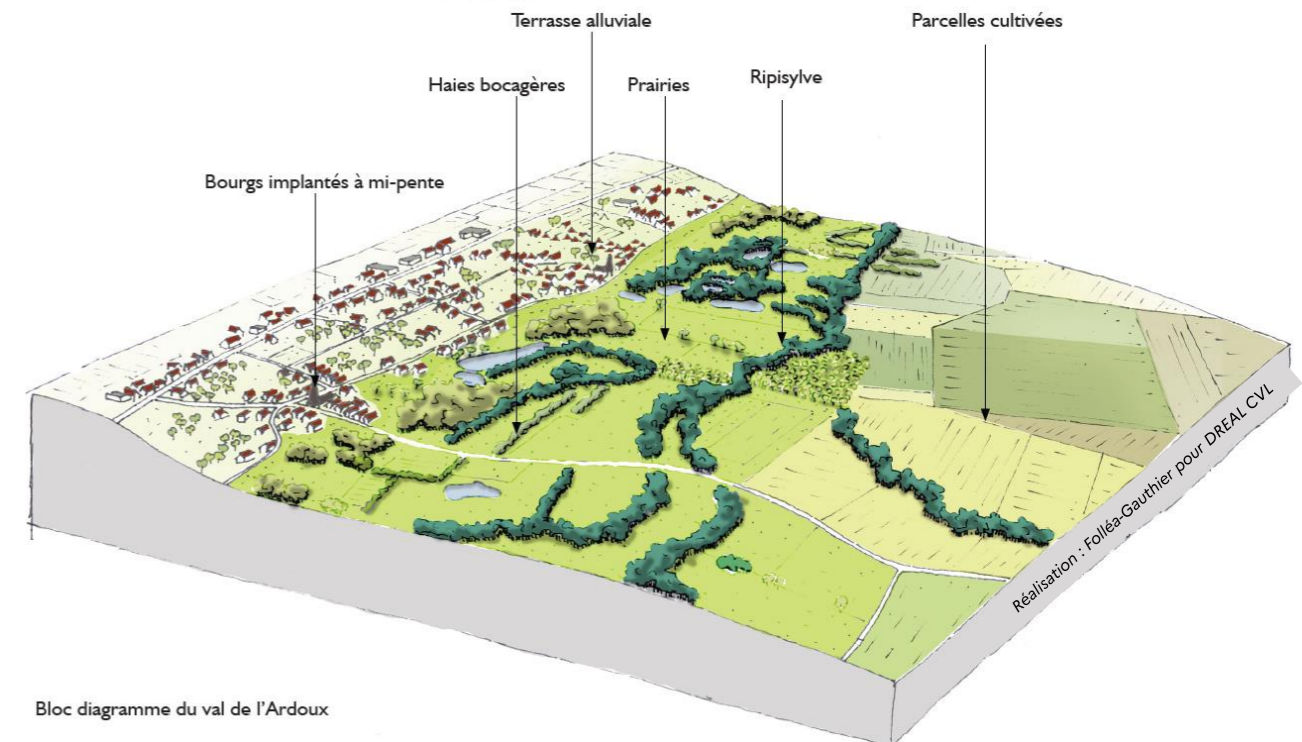 Terrasse alluviale
Parcelles cultivées
Haies bocagères
Prairies
Ripisylve
Bourgs implantés à mi-pente
Réalisation : Folléa-Gauthier pour DREAL CVL
Bloc diagramme du val de l'Ardoux